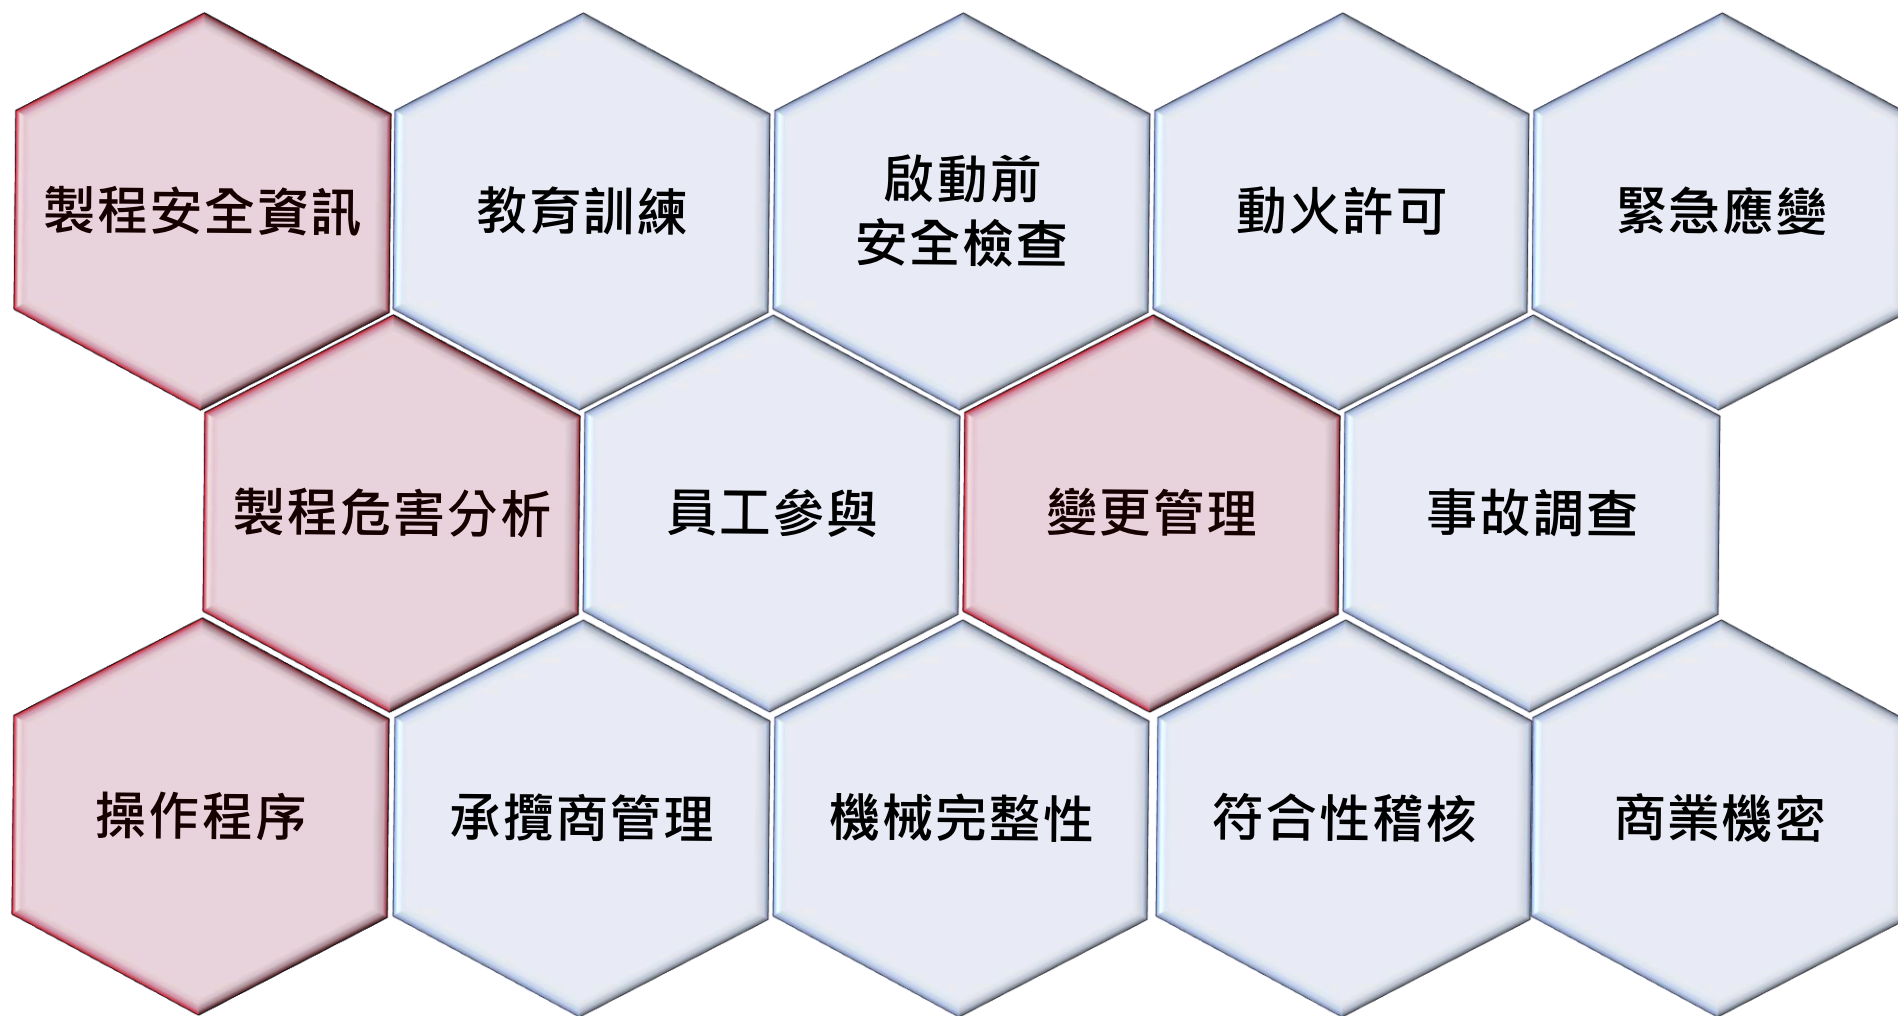 製程安全資訊
教育訓練
啟動前
安全檢查
動火許可
緊急應變
製程危害分析
員工參與
變更管理
事故調查
操作程序
承攬商管理
機械完整性
符合性稽核
商業機密